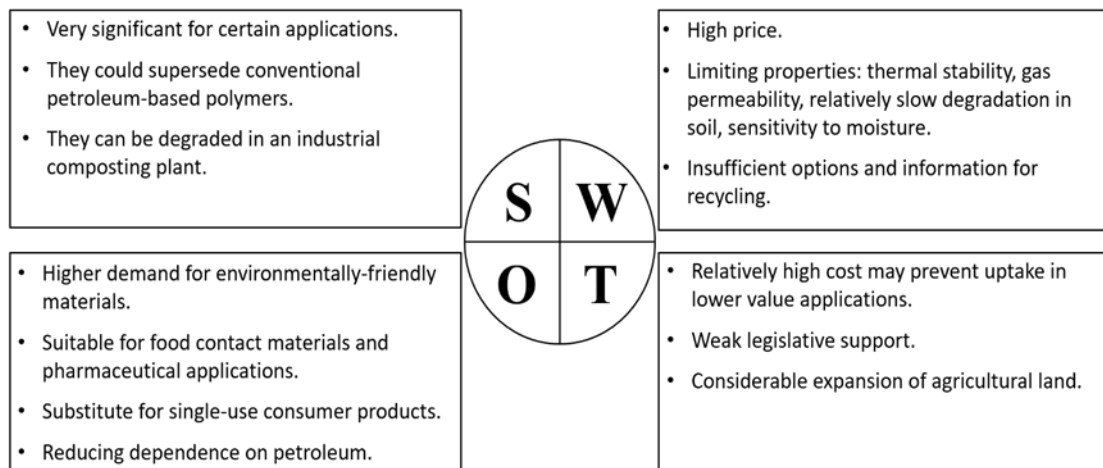 • Very significant for certain applications.
• They could supersede conventional
petroleum-based polymers.
• They can be degraded in an industrial
composting plant.
• High price.
• Limiting properties: thermal stability, gas
permeability, relatively slow degradation in
soil, sensitivity to moisture.
• Insufficient options and information for
recycling.
S W
O T
• Higher demand for environmentally-friendly
materials.
• Suitable for food contact materials and
pharmaceutical applications.
• Substitute for single-use consumer products.
• Reducing dependence on petroleum.
• Relatively high cost may prevent uptake in
lower value applications.
• Weak legislative support.
• Considerable expansion of agricultural land.